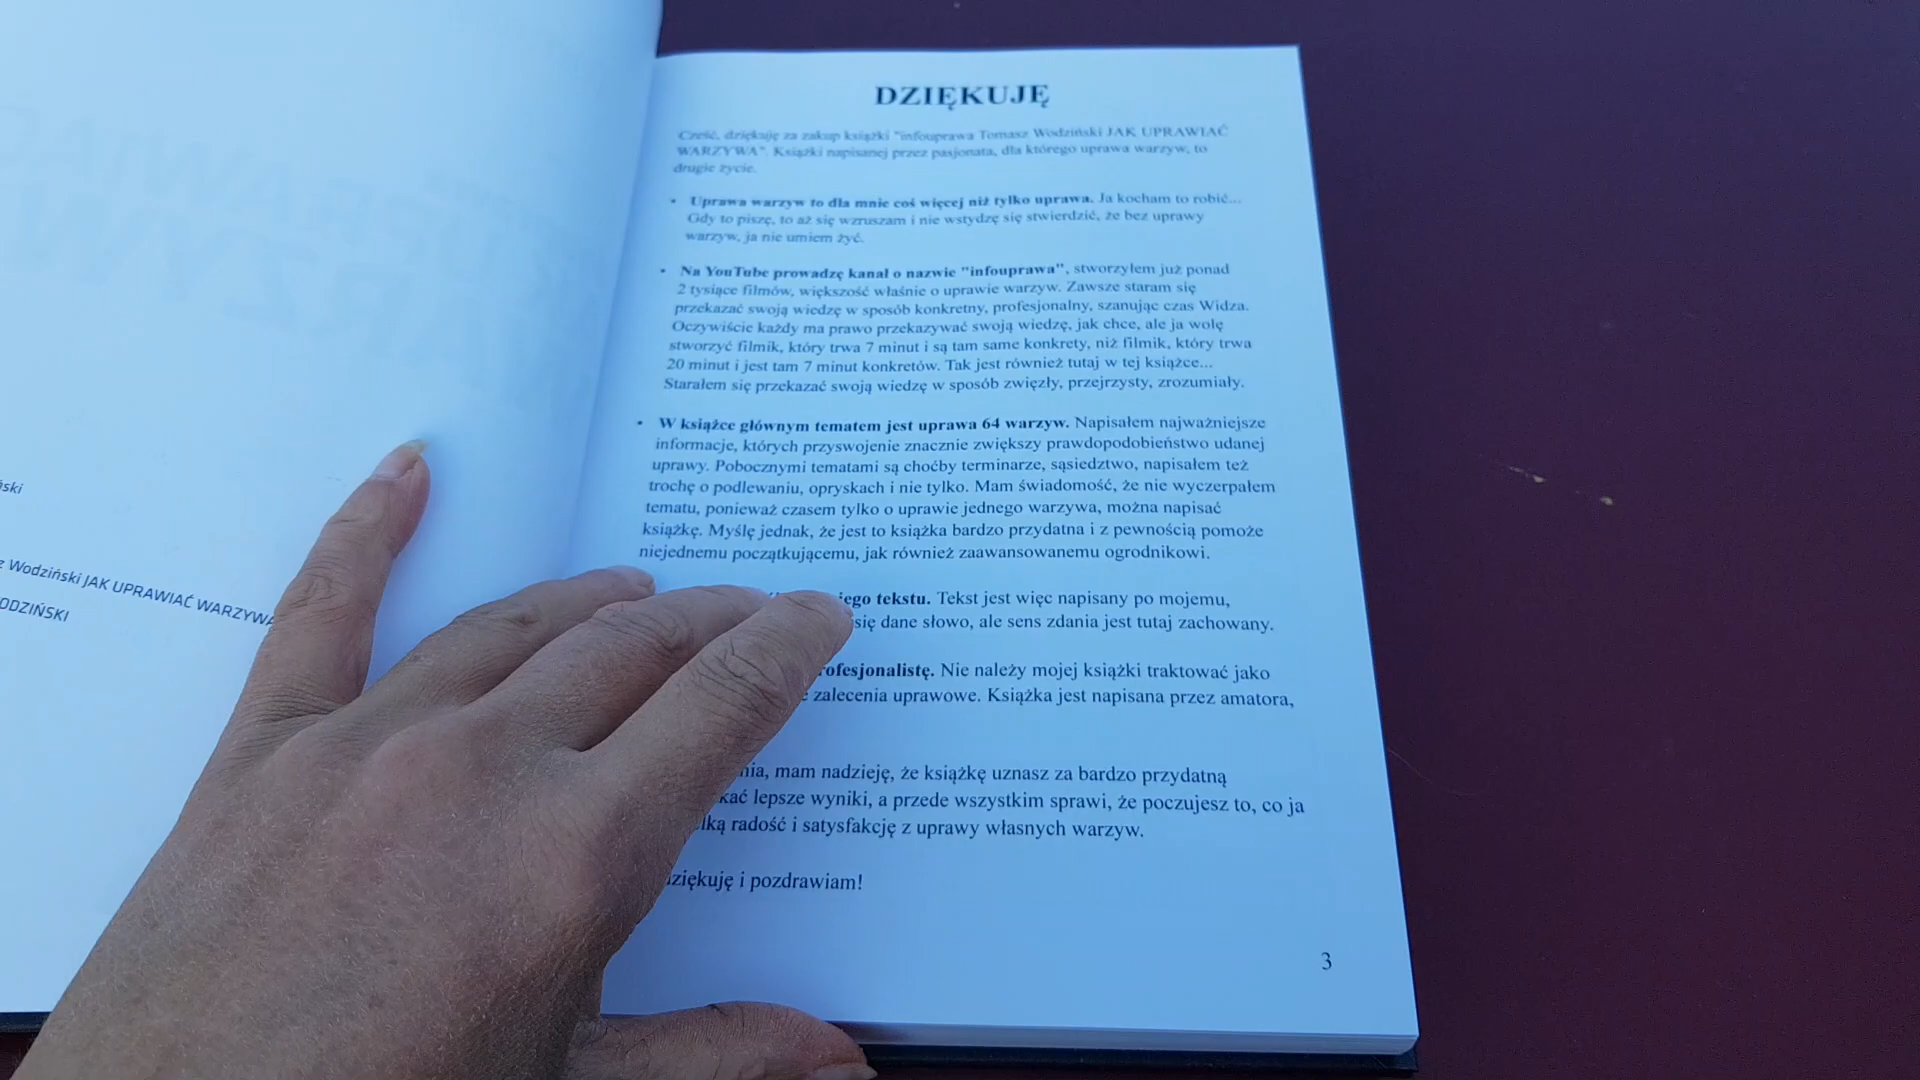 ński
z Wodziński JAK UPRAWIAĆ WARZYWA
ODZIŃSKI
DZIĘKUJĘ
Cześć, dziękuję za zakup książki "infouprawa Tomasz Wodziński JAK UPRAWIAĆ
WARZYWA". Książki napisanej przez pasjonata, dla którego uprawa warzyw, to
drugie życie.
• Uprawa warzyw to dla mnie coś więcej niż tylko uprawa. Ja kocham to robić...
Gdy to piszę, to aż się wzruszam i nie wstydzę się stwierdzić, że bez uprawy
warzyw, ja nie umiem żyć.
• Na YouTube prowadzę kanał o nazwie "infouprawa", stworzyłem już ponad
2 tysiące filmów, większość właśnie o uprawie warzyw. Zawsze staram się
przekazać swoją wiedzę w sposób konkretny, profesjonalny, szanując czas Widza.
Oczywiście każdy ma prawo przekazywać swoją wiedzę, jak chce, ale ja wolę
stworzyć filmik, który trwa 7 minut i są tam same konkrety, niż filmik, który trwa
20 minut i jest tam 7 minut konkretów. Tak jest również tutaj w tej książce...
Starałem się przekazać swoją wiedzę w sposób zwięzły, przejrzysty, zrozumiały.
• W książce głównym tematem jest uprawa 64 warzyw. Napisałem najważniejsze
informacje, których przyswojenie znacznie zwiększy prawdopodobieństwo udanej
uprawy. Pobocznymi tematami są choćby terminarze, sąsiedztwo, napisałem też
trochę o podlewaniu, opryskach i nie tylko. Mam świadomość, że nie wyczerpałem
tematu, ponieważ czasem tylko o uprawie jednego warzywa, można napisać
książkę. Myślę jednak, że jest to książka bardzo przydatna i z pewnością pomoże
niejednemu początkującemu, jak również zaawansowanemu ogrodnikowi.
jego tekstu. Tekst jest więc napisany po mojemu,
się dane słowo, ale sens zdania jest tutaj zachowany.
rofesjonalistę. Nie należy mojej książki traktować jako
zalecenia uprawowe. Książka jest napisana przez amatora,
nia, mam nadzieję, że książkę uznasz za bardzo przydatną
kać lepsze wyniki, a przede wszystkim sprawi, że poczujesz to, co ja
lką radość i satysfakcję z uprawy własnych warzyw.
ziękuję i pozdrawiam!
3